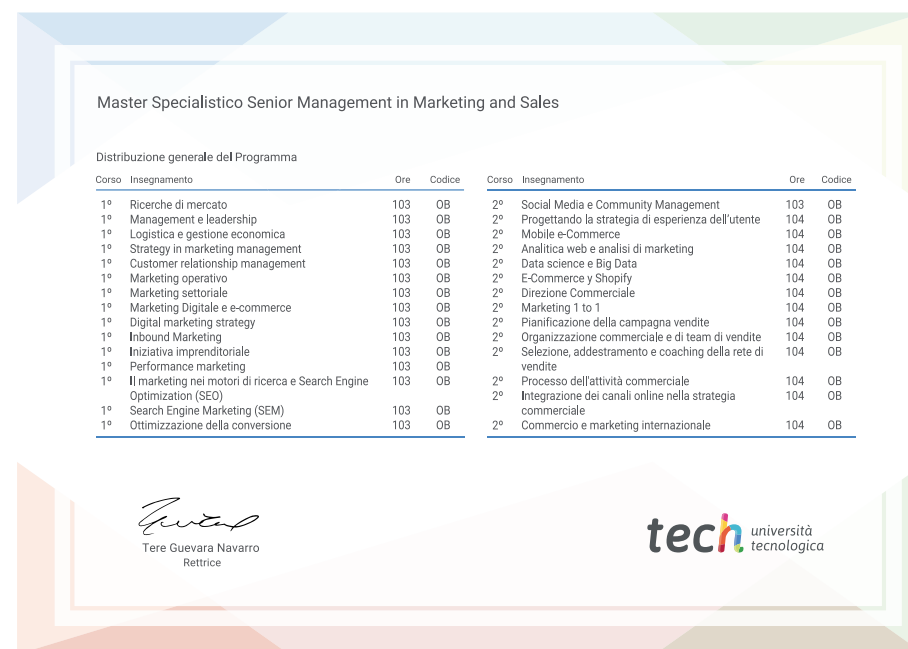 Master Specialistico Senior Management in Marketing and Sales
Distribuzione generale del Programma
Corso Insegnamento Ore Codice
1º Ricerche di mercato 103 OB
1º Management e leadership 103 OB
1º Logistica e gestione economica 103 OB
1º Strategy in marketing management 103 OB
1º Customer relationship management 103 OB
1º Marketing operativo 103 OB
1º Marketing settoriale 103 OB
1º Marketing Digitale e e-commerce 103 OB
1º Digital marketing strategy 103 OB
1º Inbound Marketing 103 OB
1º Iniziativa imprenditoriale 103 OB
1º Performance marketing 103 OB
1º Il marketing nei motori di ricerca e Search Engine 103 OB
Optimization (SEO)
1º Search Engine Marketing (SEM) 103 OB
1º Ottimizzazione della conversione 103 OB
Corso Insegnamento Ore Codice
2º Social Media e Community Management 103 OB
2º Progettando la strategia di esperienza dell'utente 104 OB
2º Mobile e-Commerce 104 OB
2º Analitica web e analisi di marketing 104 OB
2º Data science e Big Data 104 OB
2º E-Commerce y Shopify 104 OB
2º Direzione Commerciale 104 OB
2º Marketing 1 to 1 104 OB
2º Pianificazione della campagna vendite 104 OB
2º Organizzazione commerciale e di team di vendite 104 OB
2º Selezione, addestramento e coaching della rete di 104 OB
vendite
2º Processo dell'attività commerciale 104 OB
2º Integrazione dei canali online nella strategia 104 OB
commerciale
2º Commercio e marketing internazionale 104 OB
Tere Guevara Navarro
Rettrice
tech università
tecnologica